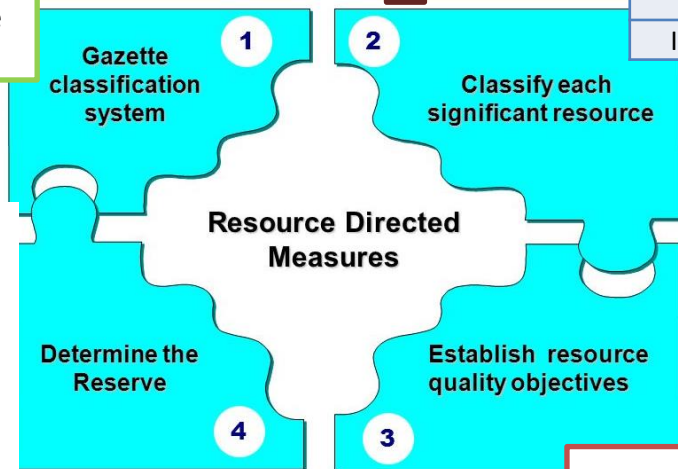 1
Gazette
classification
system
2
Classify each
significant resource
Resource Directed
Measures
Determine the
Reserve
4
Establish resource
quality objectives
3